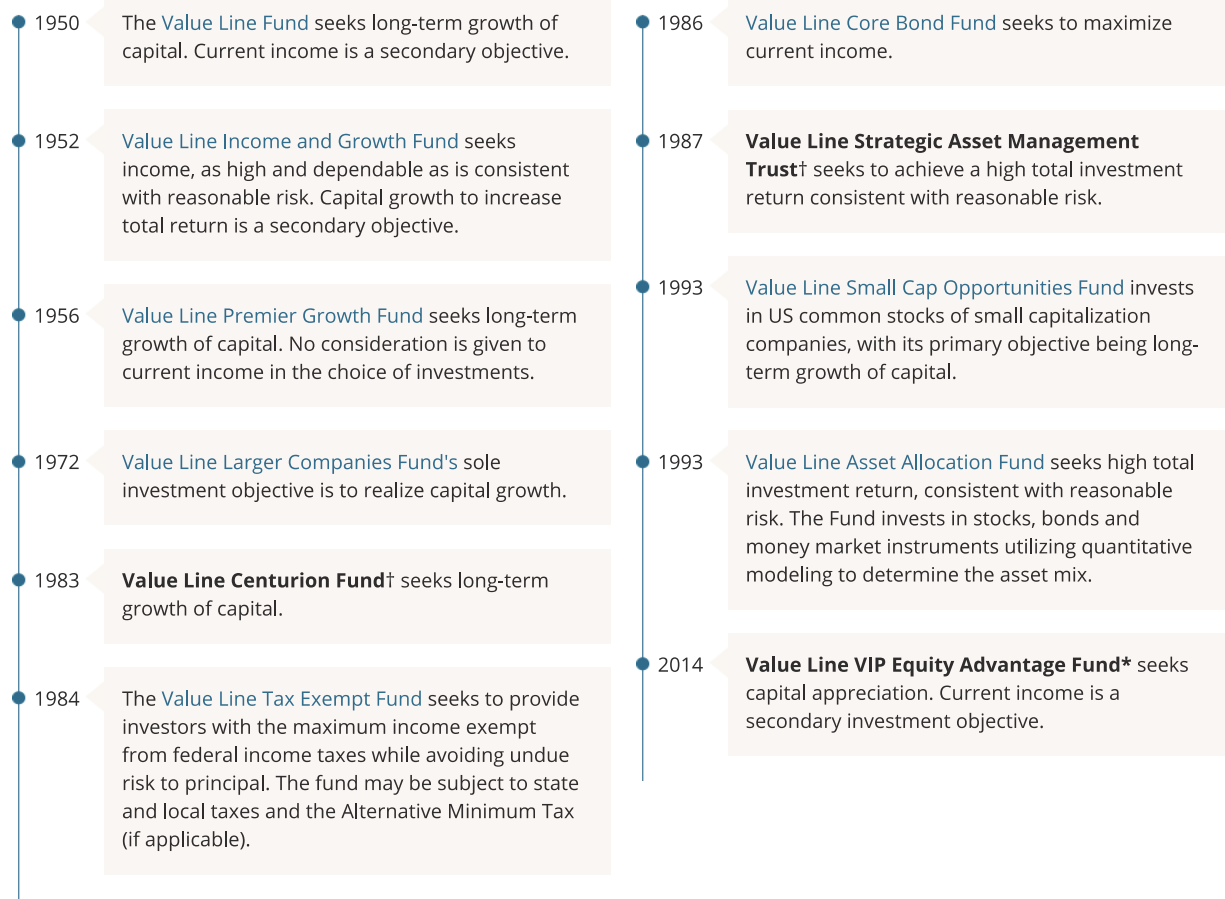 1950
The Value Line Fund seeks long-term growth of
capital. Current income is a secondary objective.
1952
Value Line Income and Growth Fund seeks
income, as high and dependable as is consistent
with reasonable risk. Capital growth to increase
total return is a secondary objective.
1956
Value Line Premier Growth Fund seeks long-term
growth of capital. No consideration is given to
current income in the choice of investments.
1972
Value Line Larger Companies Fund's sole
investment objective is to realize capital growth.
1983
Value Line Centurion Fund† seeks long-term
growth of capital.
1984
The Value Line Tax Exempt Fund seeks to provide
investors with the maximum income exempt
from federal income taxes while avoiding undue
risk to principal. The fund may be subject to state
and local taxes and the Alternative Minimum Tax
(if applicable).
1986
Value Line Core Bond Fund seeks to maximize
current income.
1987
Value Line Strategic Asset Management
Trust† seeks to achieve a high total investment
return consistent with reasonable risk.
1993
Value Line Small Cap Opportunities Fund invests
in US common stocks of small capitalization
companies, with its primary objective being long-
term growth of capital.
1993
Value Line Asset Allocation Fund seeks high total
investment return, consistent with reasonable
risk. The Fund invests in stocks, bonds and
money market instruments utilizing quantitative
modeling to determine the asset mix.
2014
Value Line VIP Equity Advantage Fund* seeks
capital appreciation. Current income is a
secondary investment objective.